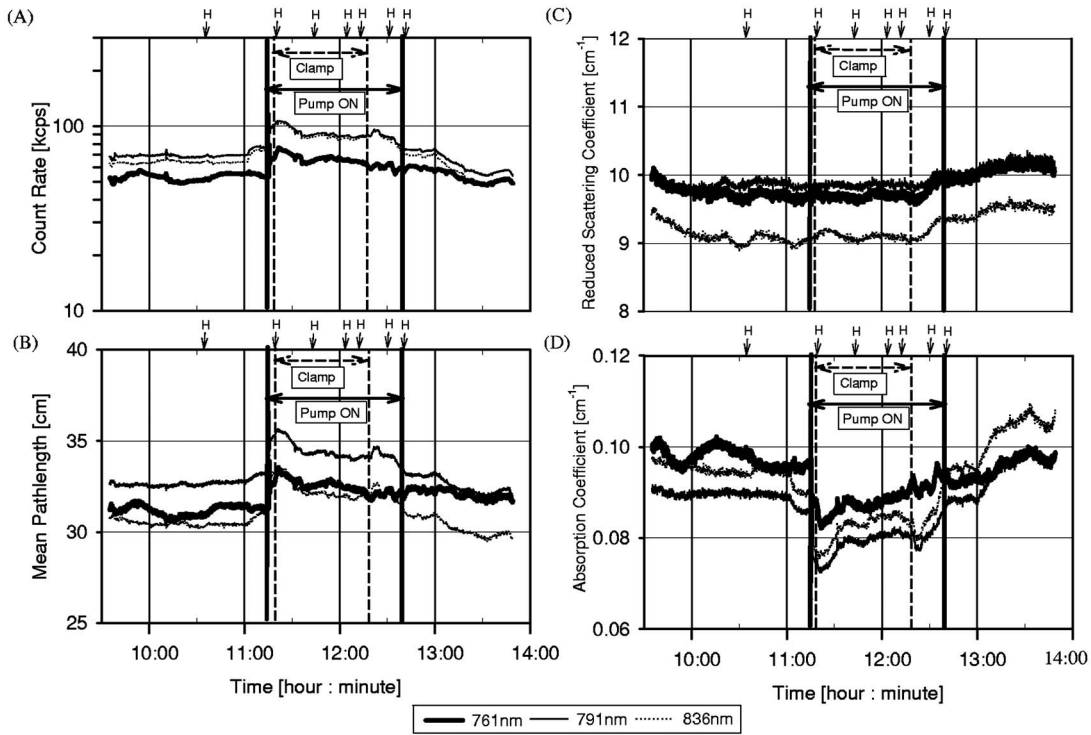 (A)
H H H H H H H
Clamp
Pump ON
100
10
Count Rate [kcps]
(B)
H H H H H H H
Clamp
Pump ON
40
35
30
25
Mean Pathlength [cm]
10:00 11:00 12:00 13:00 14:00
Time [hour : minute]
(C)
H H H H H H H
Clamp
Pump ON
12
11
10
9
8
Reduced Scattering Coefficient [cm-1]
(D)
H H H H H H H
Clamp
Pump ON
0.12
0.10
0.08
0.06
Absorption Coefficient [cm-1]
10:00 11:00 12:00 13:00 14:00
Time [hour : minute]
761nm 791nm 836nm